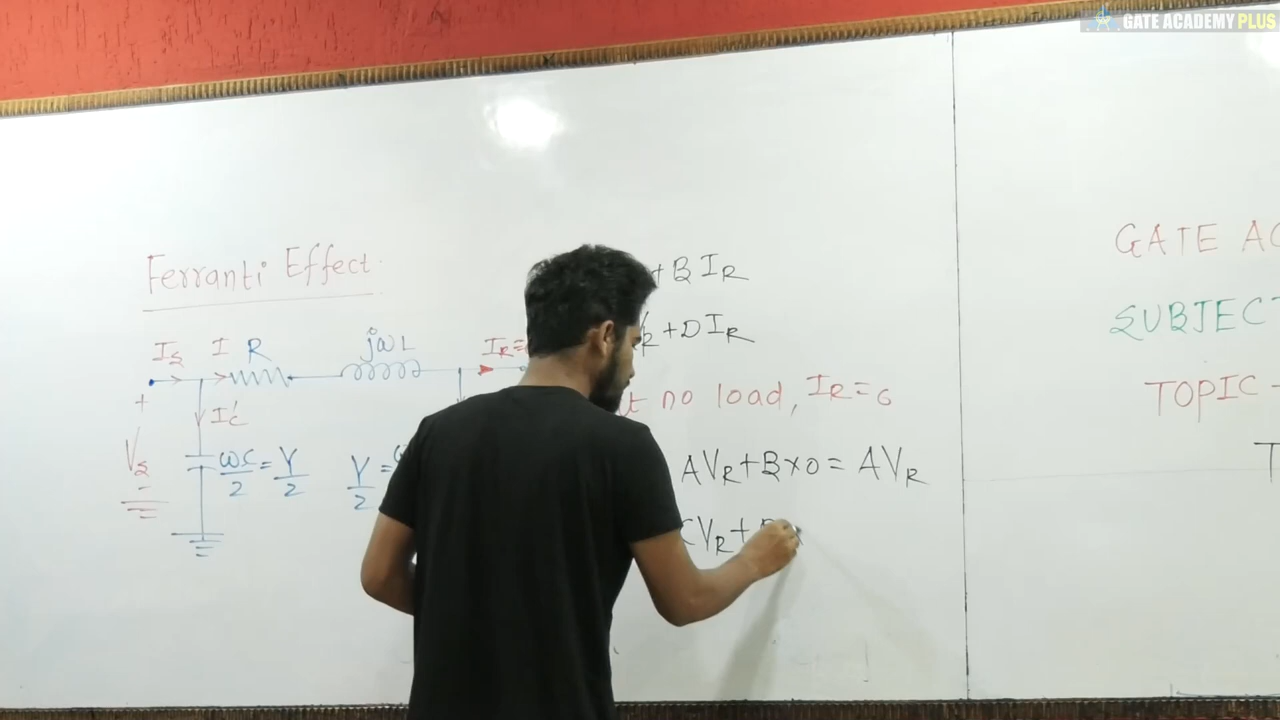 GATE ACADEMY PLUS
Ferranti Effect.
Is I R jωL IR=
+ I'c
Vs ωC/2 = Y/2 Y/2 =
-
+BIR
VR +DIR
t no load, IR=0
AVR+B×0=AVR
CVR+
GATE AC
SUBJECT
TOPIC -
T